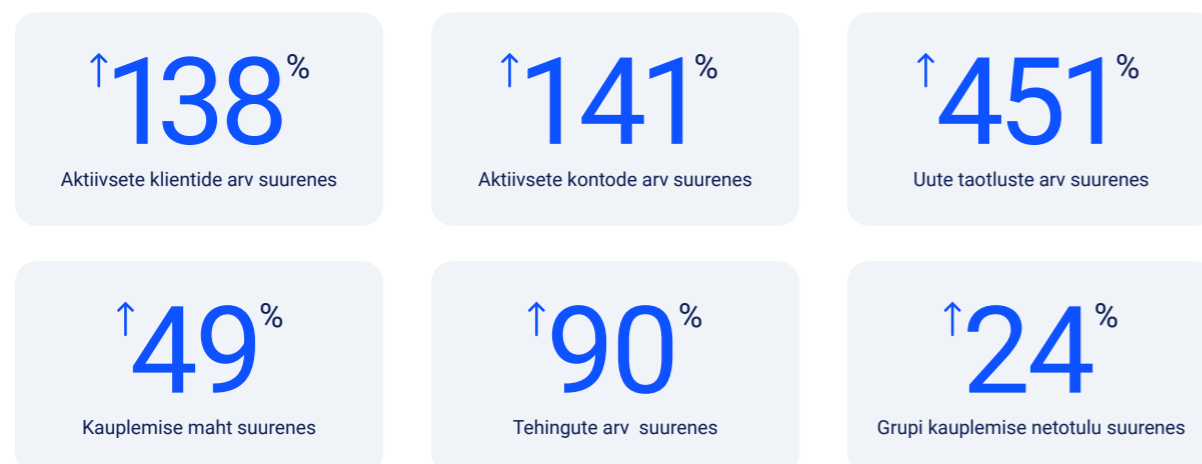 ↑138%
Aktiivsete klientide arv suurenes
↑141%
Aktiivsete kontode arv suurenes
↑451%
Uute taotluste arv suurenes
↑49%
Kauplemise maht suurenes
↑90%
Tehingute arv  suurenes
↑24%
Grupi kauplemise netotulu suurenes